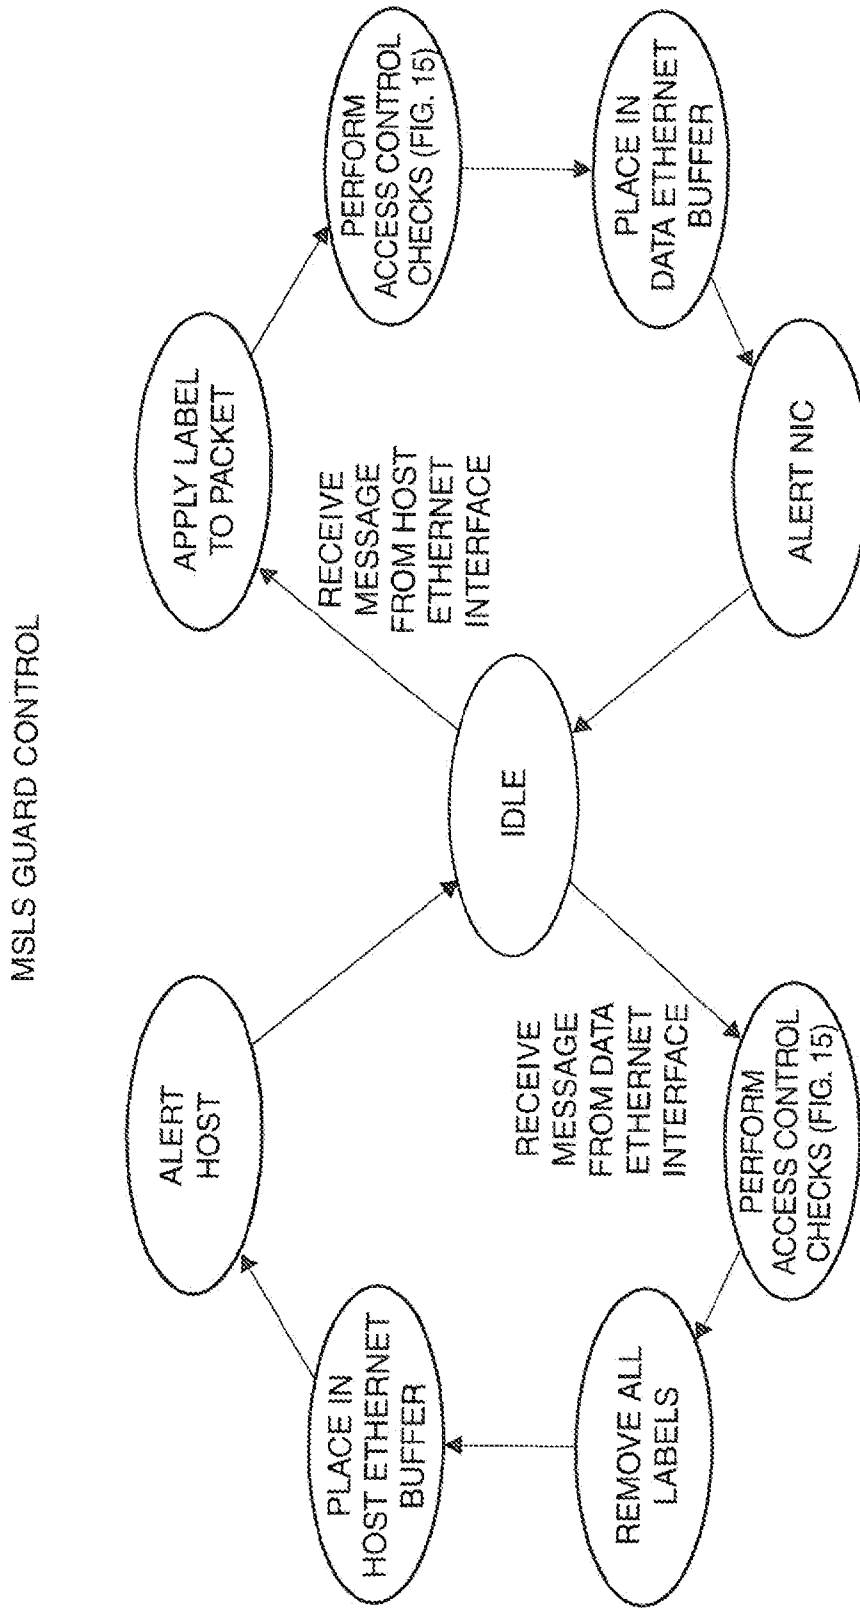 MSLS GUARD CONTROL
ALERT
HOST
PLACE IN
HOST ETHERNET
BUFFER
REMOVE ALL
LABELS
PERFORM
ACCESS CONTROL
CHECKS (FIG. 15)
RECEIVE
MESSAGE
FROM DATA
ETHERNET
INTERFACE
IDLE
RECEIVE
MESSAGE
FROM HOST
ETHERNET
INTERFACE
APPLY LABEL
TO PACKET
PERFORM
ACCESS CONTROL
CHECKS (FIG. 15)
PLACE IN
DATA ETHERNET
BUFFER
ALERT NIC